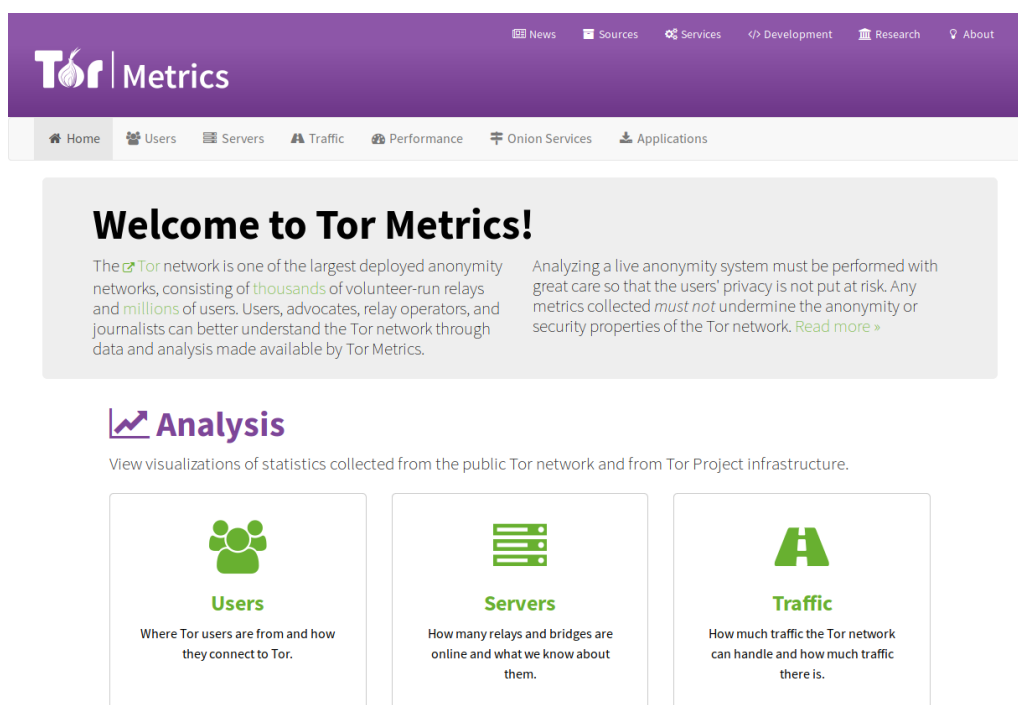 News Sources Services </> Development Research About
Tor Metrics
Home Users Servers Traffic Performance Onion Services Applications
Welcome to Tor Metrics!
The Tor network is one of the largest deployed anonymity
networks, consisting of thousands of volunteer-run relays
and millions of users. Users, advocates, relay operators, and
journalists can better understand the Tor network through
data and analysis made available by Tor Metrics.
Analyzing a live anonymity system must be performed with
great care so that the users' privacy is not put at risk. Any
metrics collected must not undermine the anonymity or
security properties of the Tor network. Read more »
Analysis
View visualizations of statistics collected from the public Tor network and from Tor Project infrastructure.
Users
Where Tor users are from and how
they connect to Tor.
Servers
How many relays and bridges are
online and what we know about
them.
Traffic
How much traffic the Tor network
can handle and how much traffic
there is.